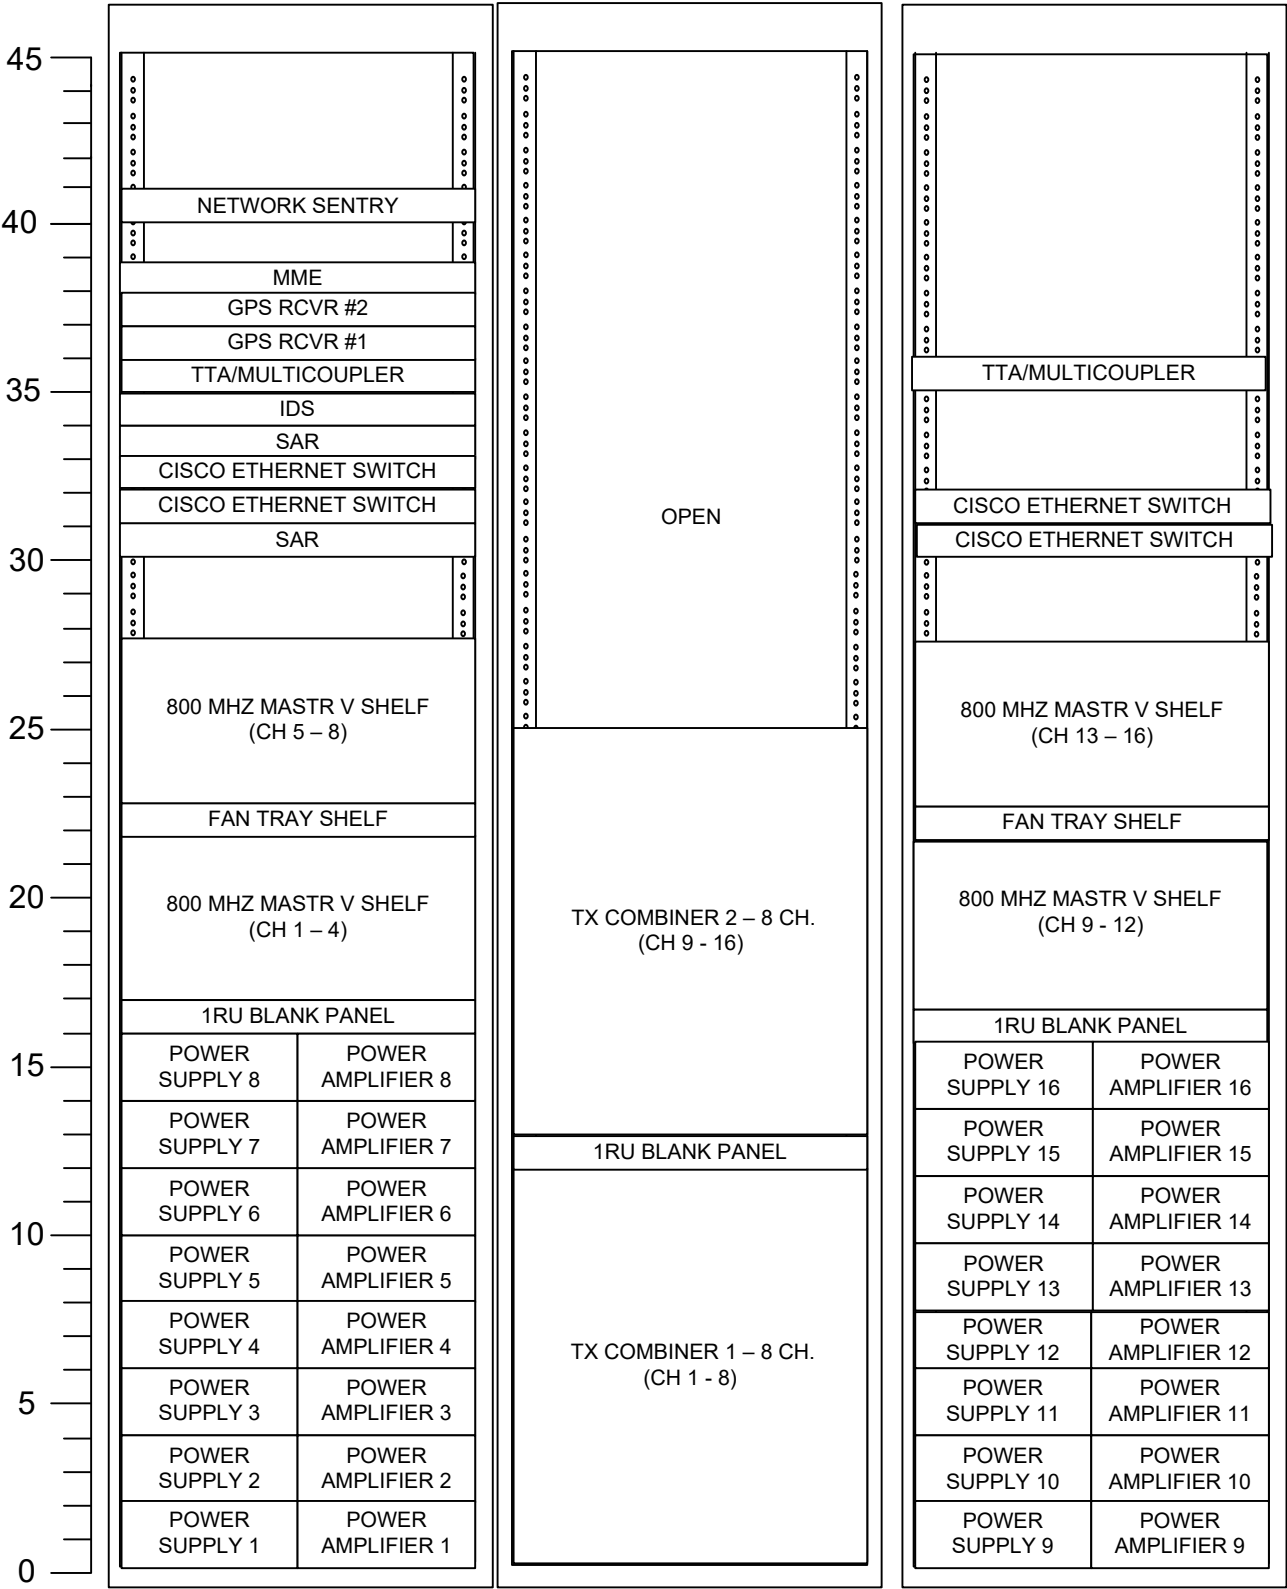 45
40
35
30
25
20
15
10
5
0
NETWORK SENTRY
MME
GPS RCVR #2
GPS RCVR #1
TTA/MULTICOUPLER
IDS
SAR
CISCO ETHERNET SWITCH
CISCO ETHERNET SWITCH
SAR
800 MHZ MASTR V SHELF
(CH 5 – 8)
FAN TRAY SHELF
800 MHZ MASTR V SHELF
(CH 1 – 4)
1RU BLANK PANEL
POWER
SUPPLY 8
POWER
AMPLIFIER 8
POWER
SUPPLY 7
POWER
AMPLIFIER 7
POWER
SUPPLY 6
POWER
AMPLIFIER 6
POWER
SUPPLY 5
POWER
AMPLIFIER 5
POWER
SUPPLY 4
POWER
AMPLIFIER 4
POWER
SUPPLY 3
POWER
AMPLIFIER 3
POWER
SUPPLY 2
POWER
AMPLIFIER 2
POWER
SUPPLY 1
POWER
AMPLIFIER 1
OPEN
TX COMBINER 2 – 8 CH.
(CH 9 - 16)
1RU BLANK PANEL
TX COMBINER 1 – 8 CH.
(CH 1 - 8)
TTA/MULTICOUPLER
CISCO ETHERNET SWITCH
CISCO ETHERNET SWITCH
800 MHZ MASTR V SHELF
(CH 13 – 16)
FAN TRAY SHELF
800 MHZ MASTR V SHELF
(CH 9 - 12)
1RU BLANK PANEL
POWER
SUPPLY 16
POWER
AMPLIFIER 16
POWER
SUPPLY 15
POWER
AMPLIFIER 15
POWER
SUPPLY 14
POWER
AMPLIFIER 14
POWER
SUPPLY 13
POWER
AMPLIFIER 13
POWER
SUPPLY 12
POWER
AMPLIFIER 12
POWER
SUPPLY 11
POWER
AMPLIFIER 11
POWER
SUPPLY 10
POWER
AMPLIFIER 10
POWER
SUPPLY 9
POWER
AMPLIFIER 9